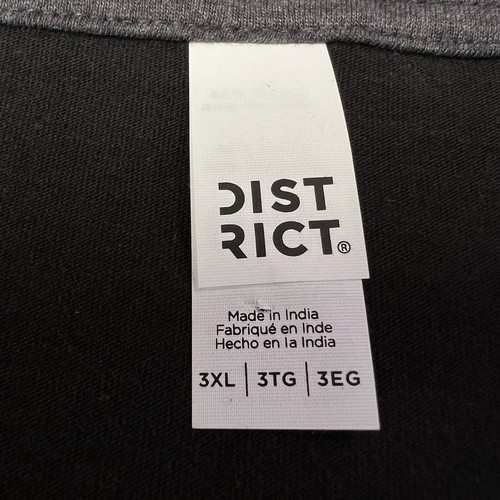 DIST
RICT®
Made in India
Fabriqué en Inde
Hecho en la India
3XL | 3TG | 3EG